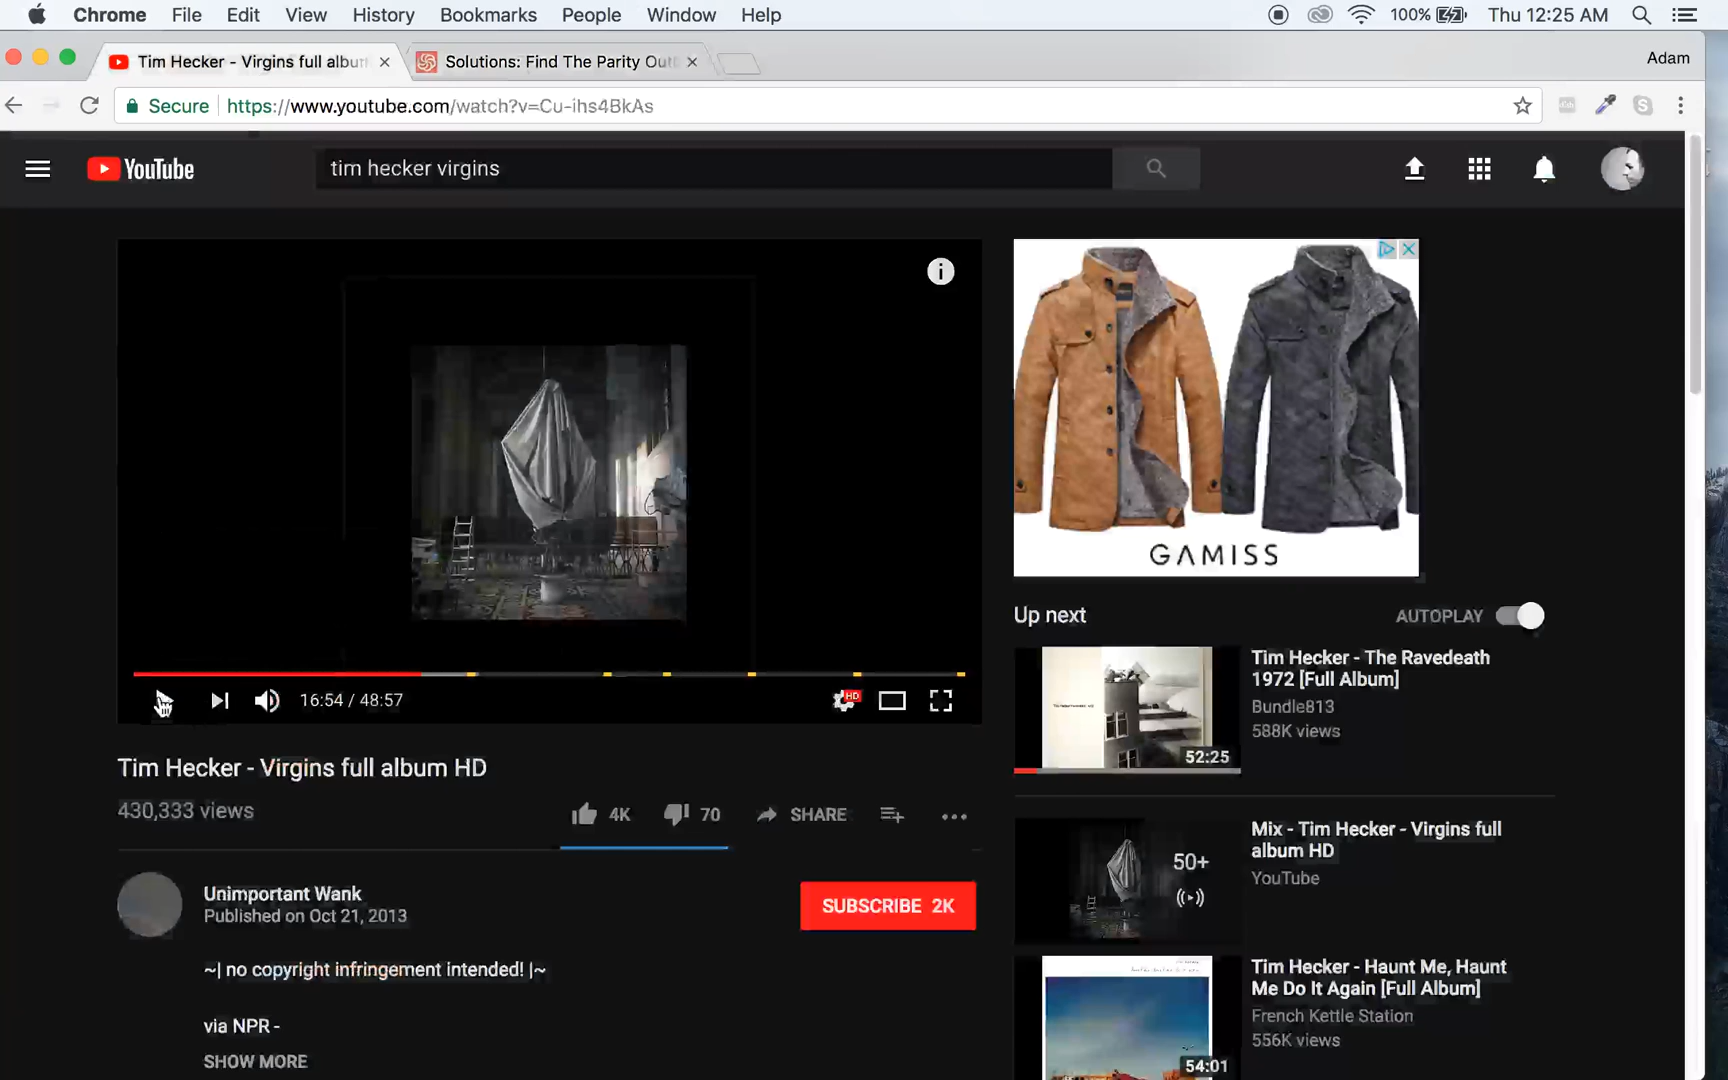 Chrome File Edit View History Bookmarks People Window Help 100% Thu 12:25 AM
Tim Hecker - Virgins full album Solutions: Find The Parity Out Adam
Secure https://www.youtube.com/watch?v=Cu-ihs4BkAs
YouTube tim hecker virgins
GAMISS
16:54 / 48:57 HD
Tim Hecker - Virgins full album HD
430,333 views 4K 70 SHARE
Unimportant Wank
Published on Oct 21, 2013
SUBSCRIBE 2K
~| no copyright infringement intended! |~
via NPR -
SHOW MORE
Up next AUTOPLAY
Tim Hecker - The Ravedeath
1972 [Full Album]
Bundle813
588K views
52:25
Mix - Tim Hecker - Virgins full
album HD
YouTube
50+
Tim Hecker - Haunt Me, Haunt
Me Do It Again [Full Album]
French Kettle Station
556K views
54:01